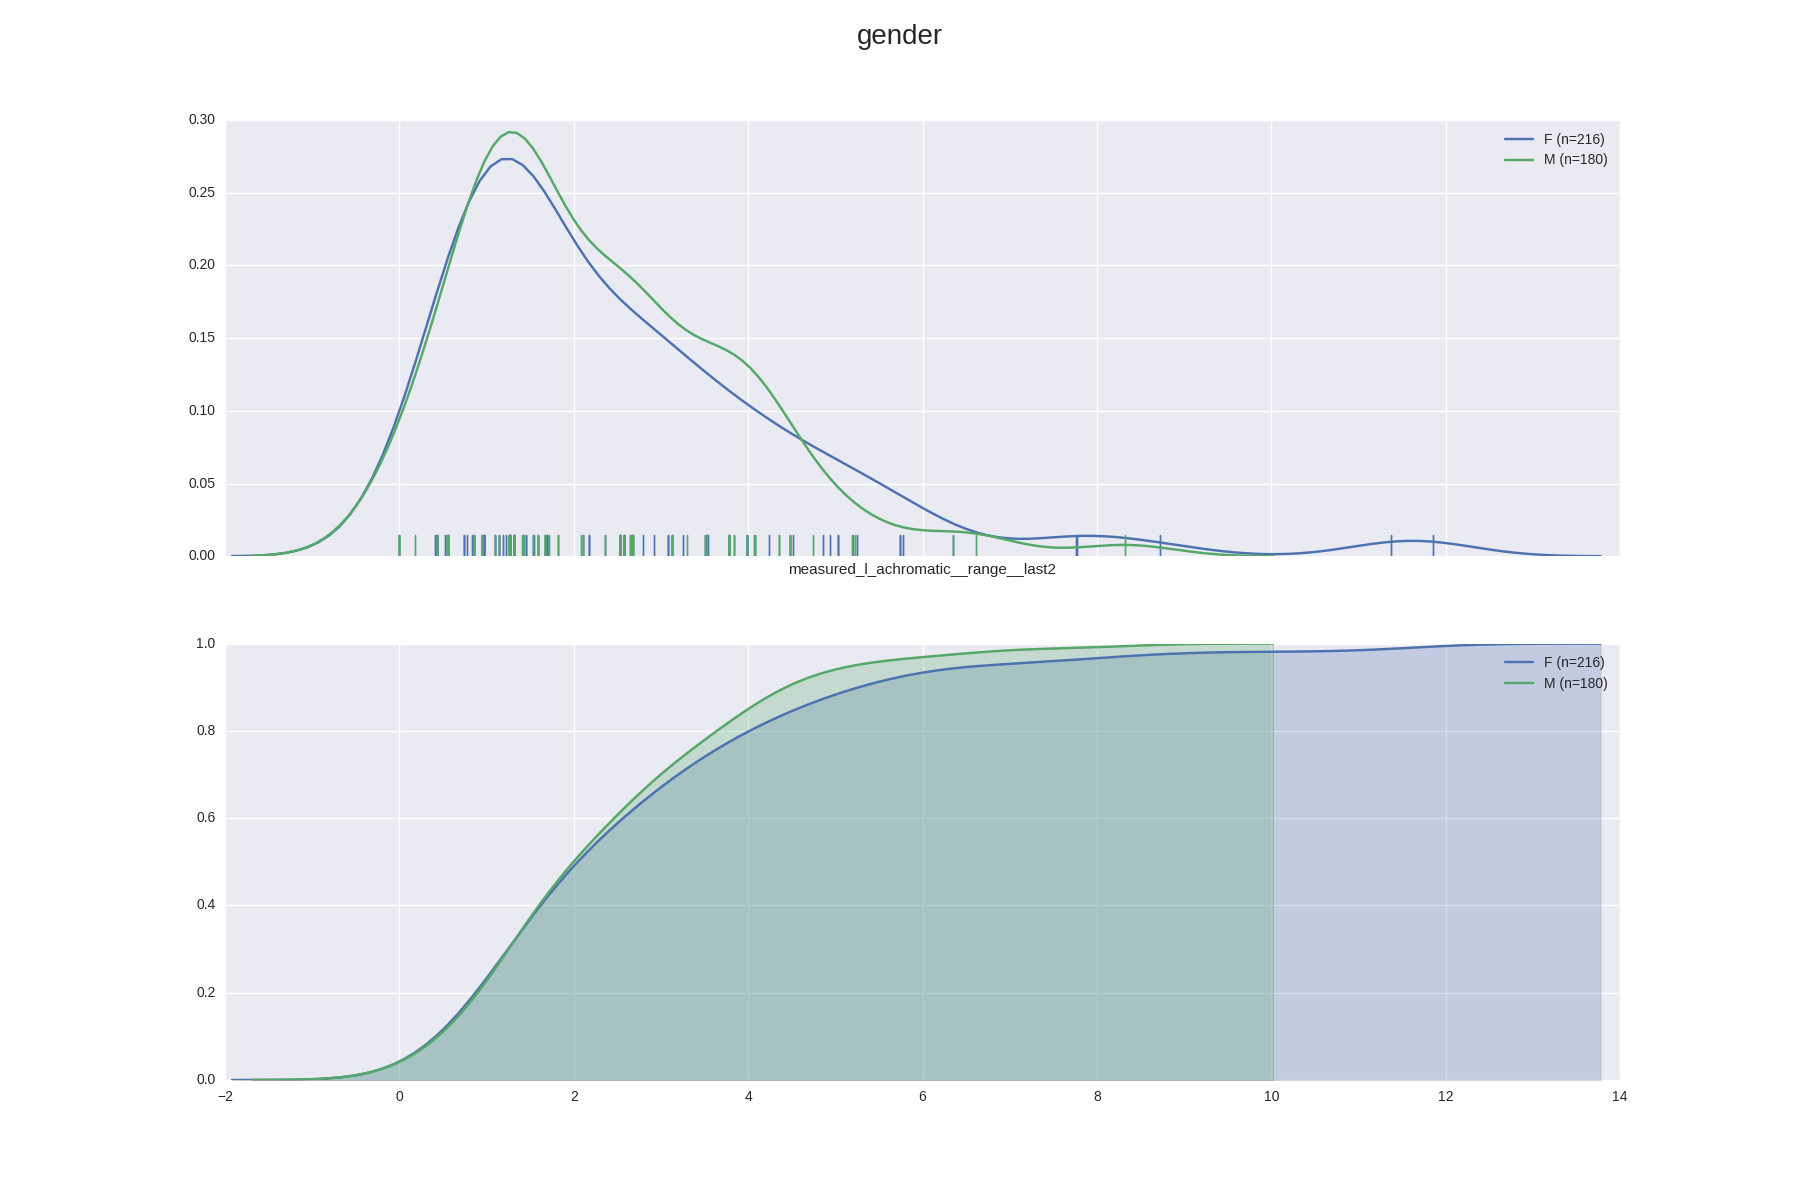 gender
0.30
0.25
0.20
0.15
0.10
0.05
0.00
F (n=216)
M (n=180)
measured_l_achromatic__range__last2
1.0
0.8
0.6
0.4
0.2
0.0
F (n=216)
M (n=180)
−2 0 2 4 6 8 10 12 14